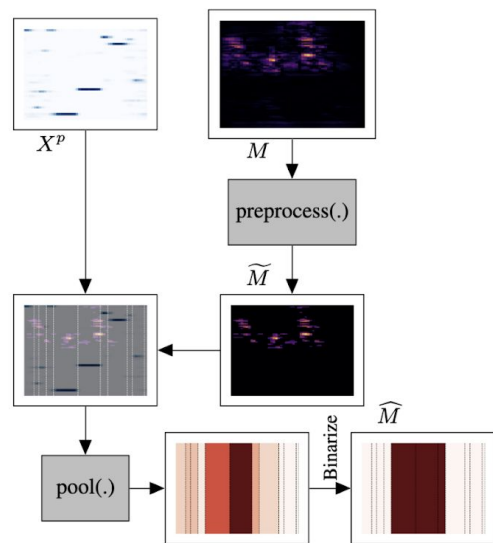 X^p
M
preprocess(.)
M̃
M̂
Binarize
pool(.)